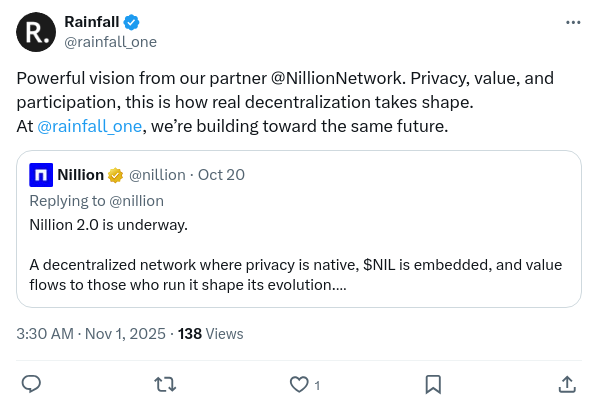 R.
Rainfall
@rainfall_one
Powerful vision from our partner @NillionNetwork. Privacy, value, and
participation, this is how real decentralization takes shape.
At @rainfall_one, we’re building toward the same future.
n
Nillion @nillion · Oct 20
Replying to @nillion
Nillion 2.0 is underway.
A decentralized network where privacy is native, $NIL is embedded, and value
flows to those who run it shape its evolution....
3:30 AM · Nov 1, 2025 · 138 Views
1